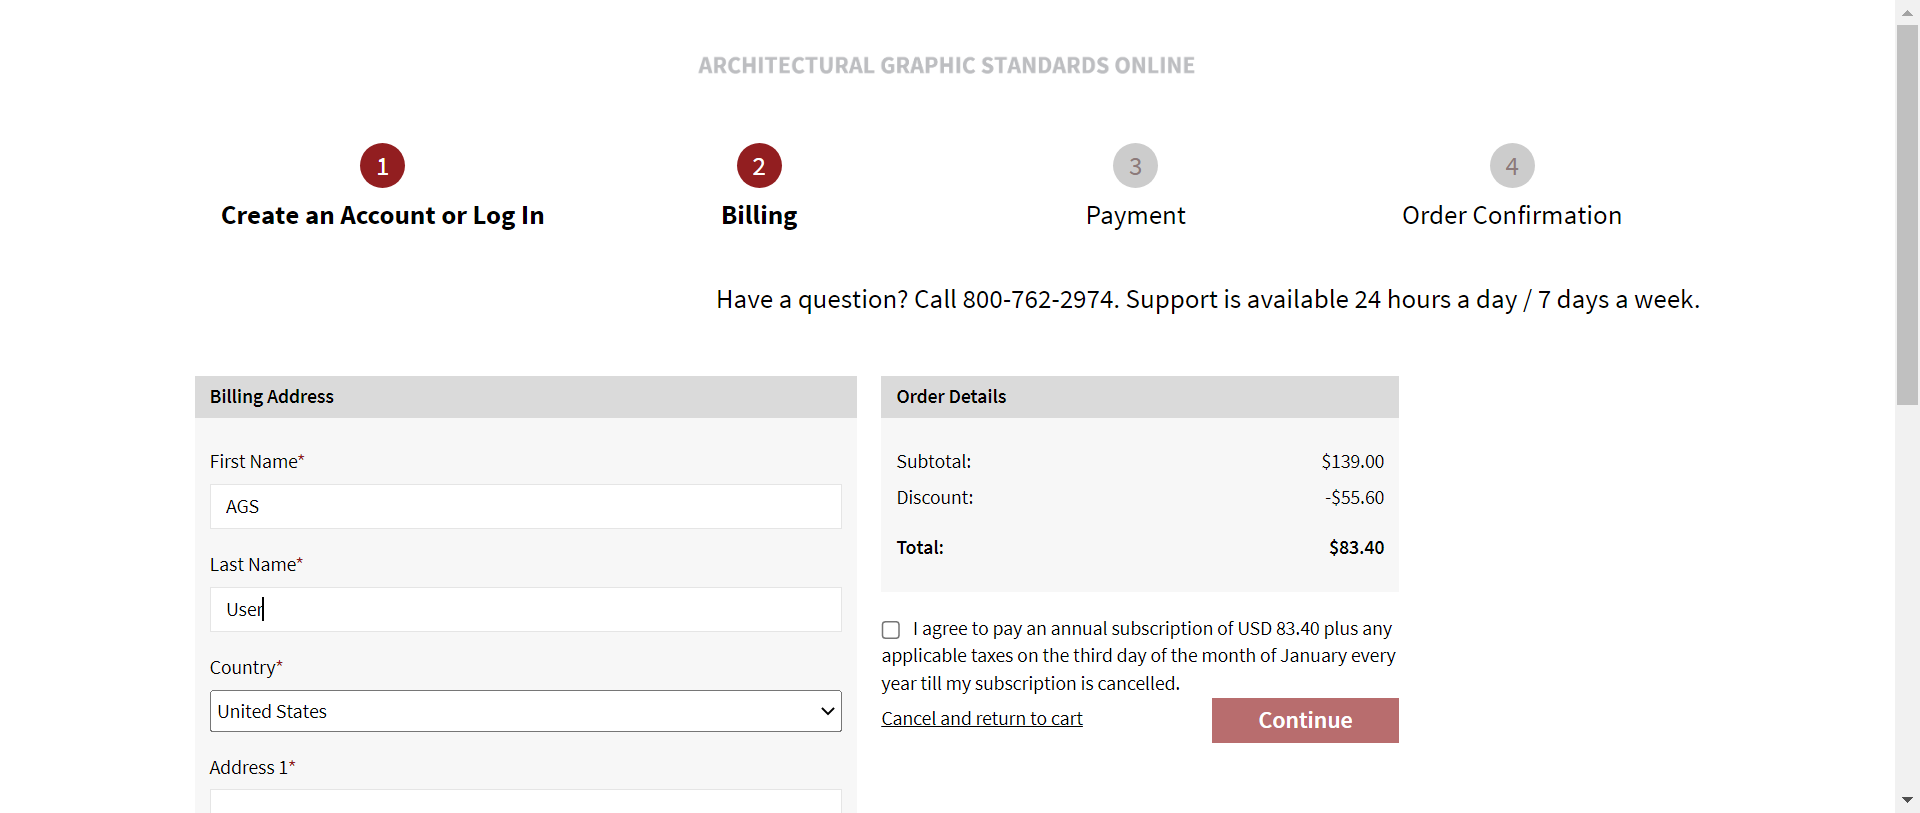 ARCHITECTURAL GRAPHIC STANDARDS ONLINE
1
2
3
4
Create an Account or Log In
Billing
Payment
Order Confirmation
Have a question? Call 800-762-2974. Support is available 24 hours a day / 7 days a week.
Billing Address
First Name*
AGS
Last Name*
User
Country*
United States
Address 1*
Order Details
Subtotal: $139.00
Discount: -$55.60
Total: $83.40
I agree to pay an annual subscription of USD 83.40 plus any
applicable taxes on the third day of the month of January every
year till my subscription is cancelled.
Cancel and return to cart
Continue